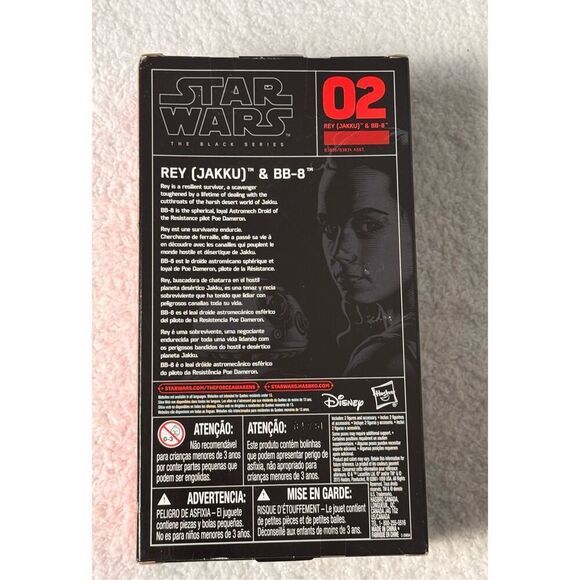 STAR
WARS™
THE BLACK SERIES
02
REY (JAKKU)™ & BB-8™
REY (JAKKU)™ & BB-8™
Rey is a resilient survivor, a scavenger
toughened by a lifetime of dealing with the
cutthroats of the harsh desert world of Jakku.
BB-8 is the spherical, loyal Astromech Droid of
the Resistance pilot Poe Dameron.
Rey est une survivante endurcie.
Chercheuse de ferraille, elle a passé sa vie à
en découdre avec les canailles qui peuplent le
monde hostile et désertique de Jakku.
BB-8 est le droïde astromécano sphérique et
loyal de Poe Dameron, pilote de la Résistance.
Rey, buscadora de chatarra en el hostil
planeta desértico Jakku, es una tenaz y recia
sobreviviente que ha tenido que lidiar con
peligrosos canallas toda su vida.
BB-8 es el leal droide astromecánico esférico
del piloto de la Resistencia Poe Dameron.
Rey é uma sobrevivente, uma negociante
endurecida por toda uma vida lidando com
os perigosos bandidos do hostil e desértico
planeta Jakku.
BB-8 é o leal droide astromecânico esférico
do piloto da Resistência Poe Dameron.
STARWARS.COM/THEFORCEAWAKENS
STARWARS.HASBRO.COM
Disney
Hasbro
0-3
ATENÇÃO:
Não recomendável
para crianças menores de 3 anos
por conter partes pequenas que
podem ser engolidas.
ATENÇÃO:
Este produto contém bolinhas
que podem apresentar perigo de
asfixia, não apropriado para
crianças menores de 3 anos.
ADVERTENCIA:
PELIGRO DE ASFIXIA – El juguete
contiene piezas y bolas pequeñas.
No es para niños menores de 3 años.
MISE EN GARDE:
RISQUE D'ÉTOUFFEMENT – Le jouet contient
de petites pièces et de petites balles.
Déconseillé aux enfants moins de 3 ans.